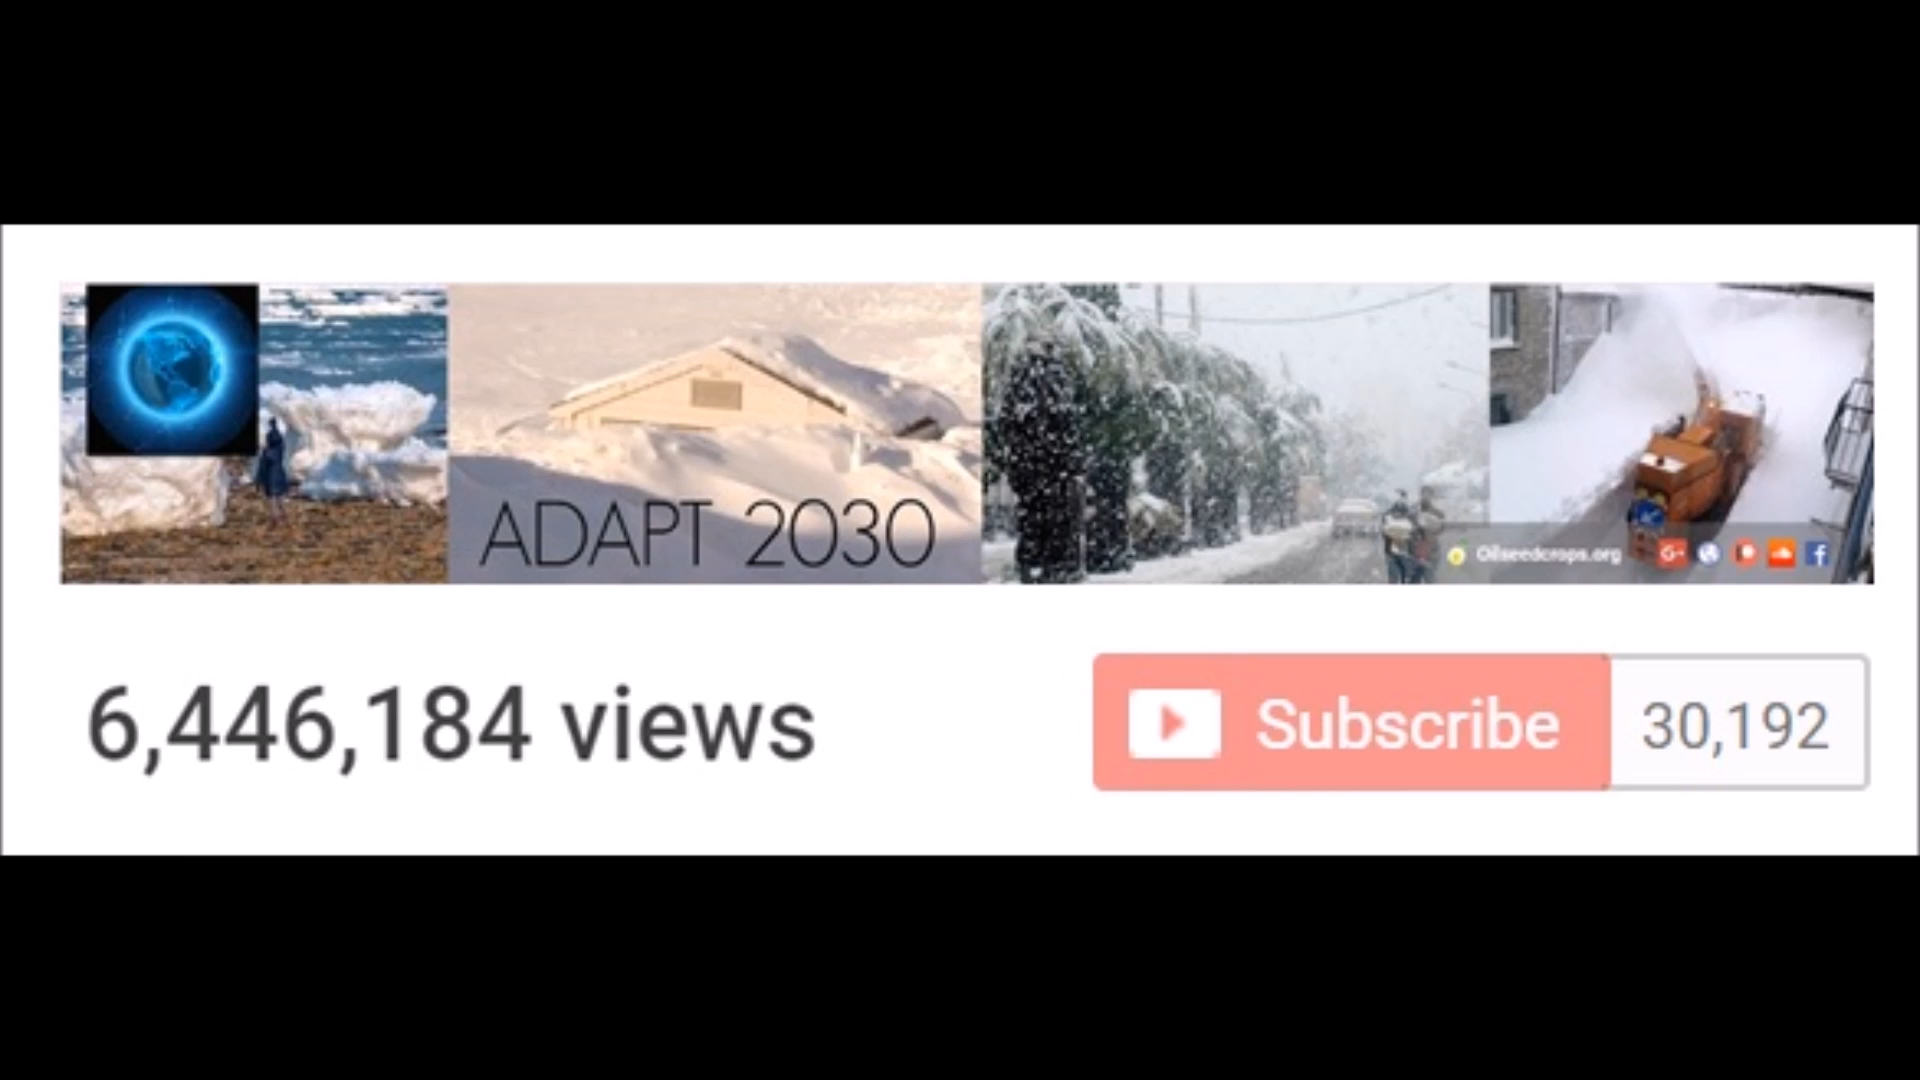 ADAPT 2030
Oilseedcrops.org
G+
6,446,184 views
Subscribe 30,192